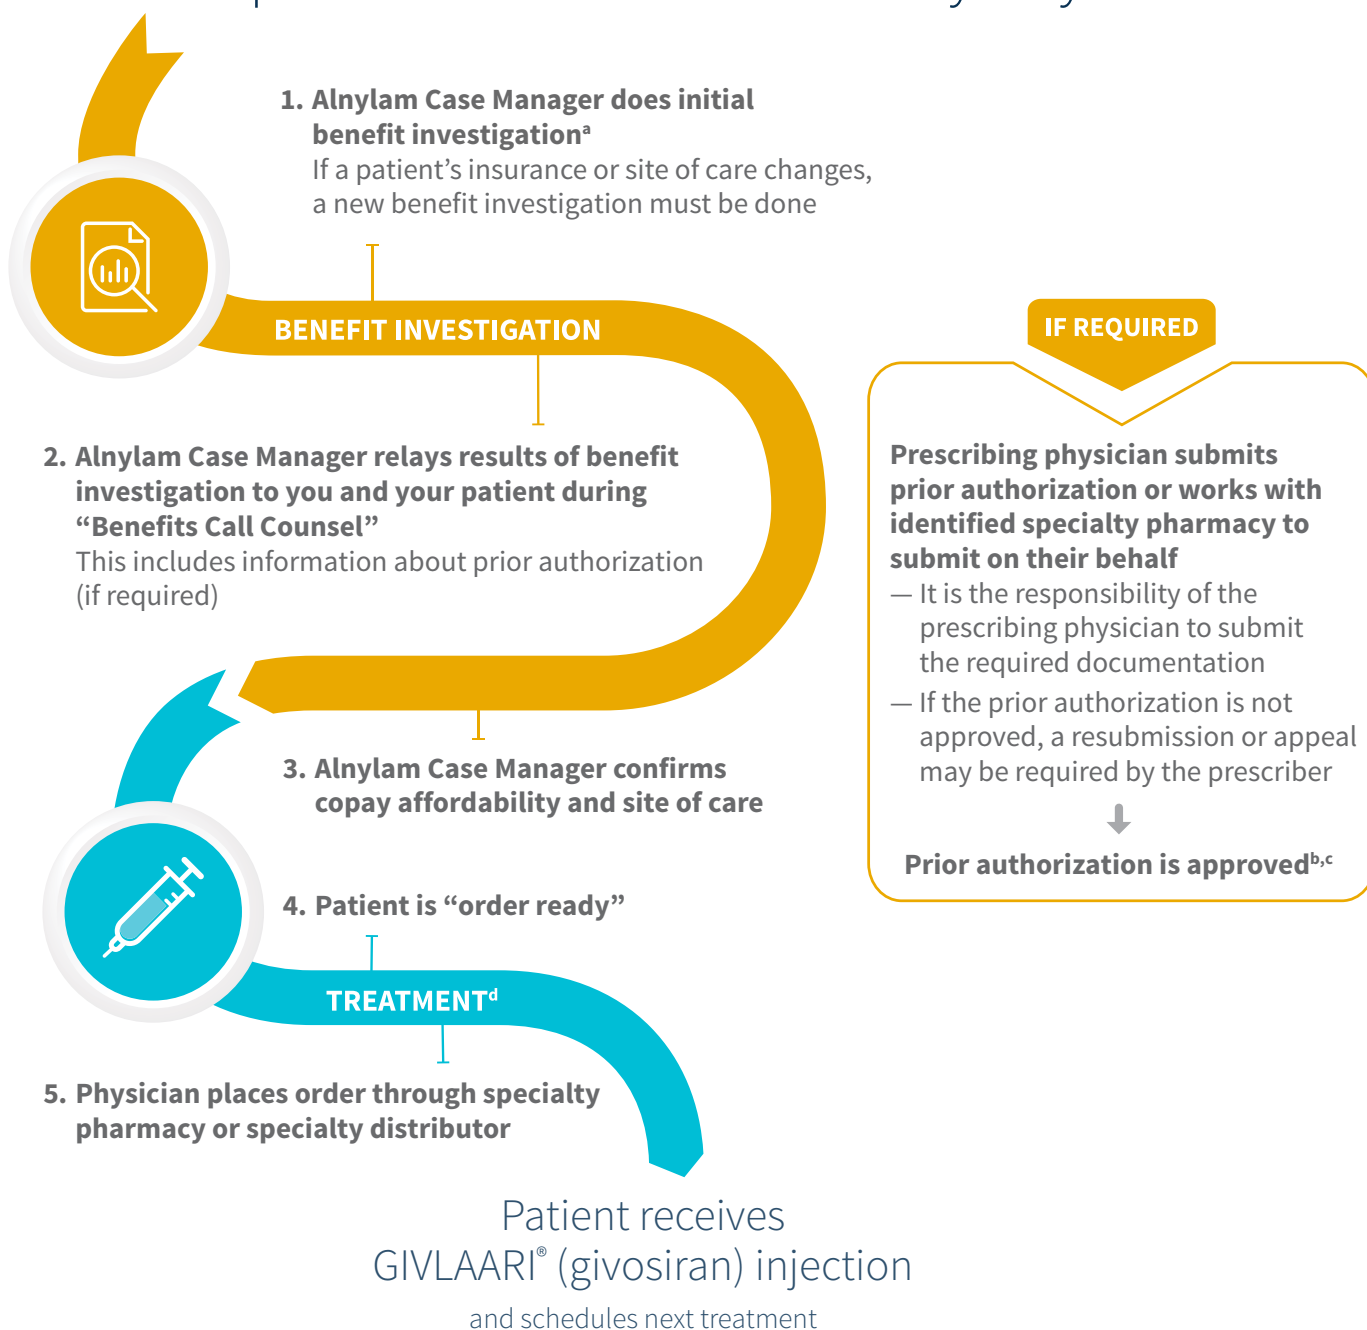 1. Alnylam Case Manager does initial
benefit investigationᵃ
If a patient’s insurance or site of care changes,
a new benefit investigation must be done
BENEFIT INVESTIGATION
2. Alnylam Case Manager relays results of benefit
investigation to you and your patient during
“Benefits Call Counsel”
This includes information about prior authorization
(if required)
IF REQUIRED
Prescribing physician submits
prior authorization or works with
identified specialty pharmacy to
submit on their behalf
— It is the responsibility of the
prescribing physician to submit
the required documentation
— If the prior authorization is not
approved, a resubmission or appeal
may be required by the prescriber
Prior authorization is approvedᵇ,ᶜ
3. Alnylam Case Manager confirms
copay affordability and site of care
4. Patient is “order ready”
TREATMENTᵈ
5. Physician places order through specialty
pharmacy or specialty distributor
Patient receives
GIVLAARI® (givosiran) injection
and schedules next treatment